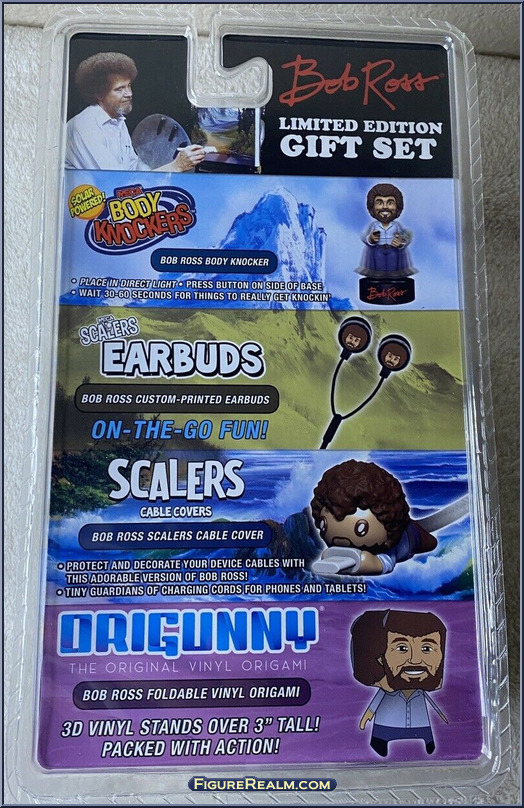 Bob Ross
LIMITED EDITION
GIFT SET
SOLAR
POWERED!
NECA
BODY
KNOCKERS
BOB ROSS BODY KNOCKER
• PLACE IN DIRECT LIGHT • PRESS BUTTON ON SIDE OF BASE
• WAIT 30-60 SECONDS FOR THINGS TO REALLY GET KNOCKIN'
Bob Ross
NECA
SCALERS
EARBUDS
BOB ROSS CUSTOM-PRINTED EARBUDS
ON-THE-GO FUN!
SCALERS
CABLE COVERS
BOB ROSS SCALERS CABLE COVER
• PROTECT AND DECORATE YOUR DEVICE CABLES WITH
THIS ADORABLE VERSION OF BOB ROSS!
• TINY GUARDIANS OF CHARGING CORDS FOR PHONES AND TABLETS!
ORIGUNNY
THE ORIGINAL VINYL ORIGAMI
BOB ROSS FOLDABLE VINYL ORIGAMI
3D VINYL STANDS OVER 3" TALL!
PACKED WITH ACTION!
FIGUREREALM.COM